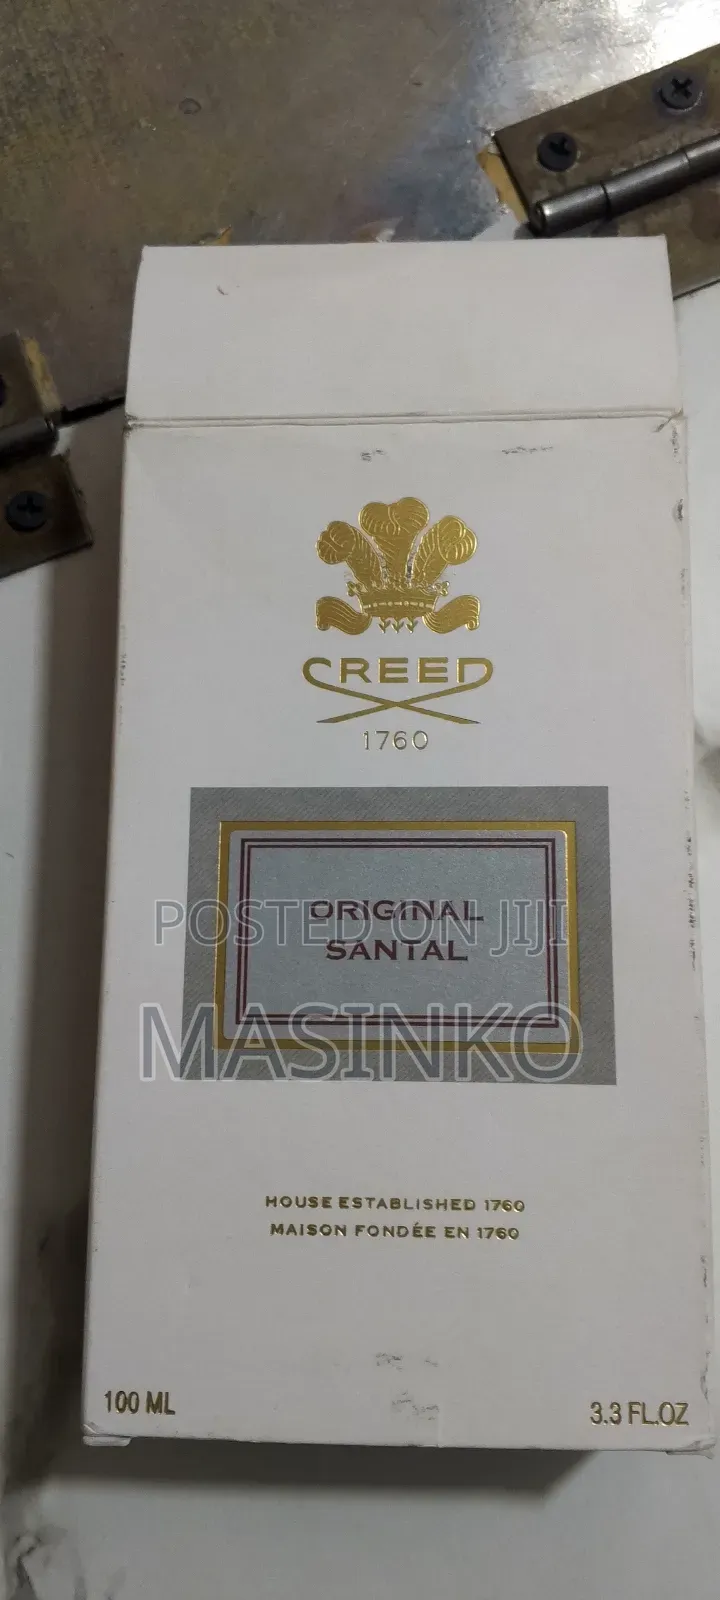 CREED
1760
ORIGINAL
POSTED ON JIJI
SANTAL
MASINKO
HOUSE ESTABLISHED 1760
MAISON FONDÉE EN 1760
100 ML
3.3 FL.OZ